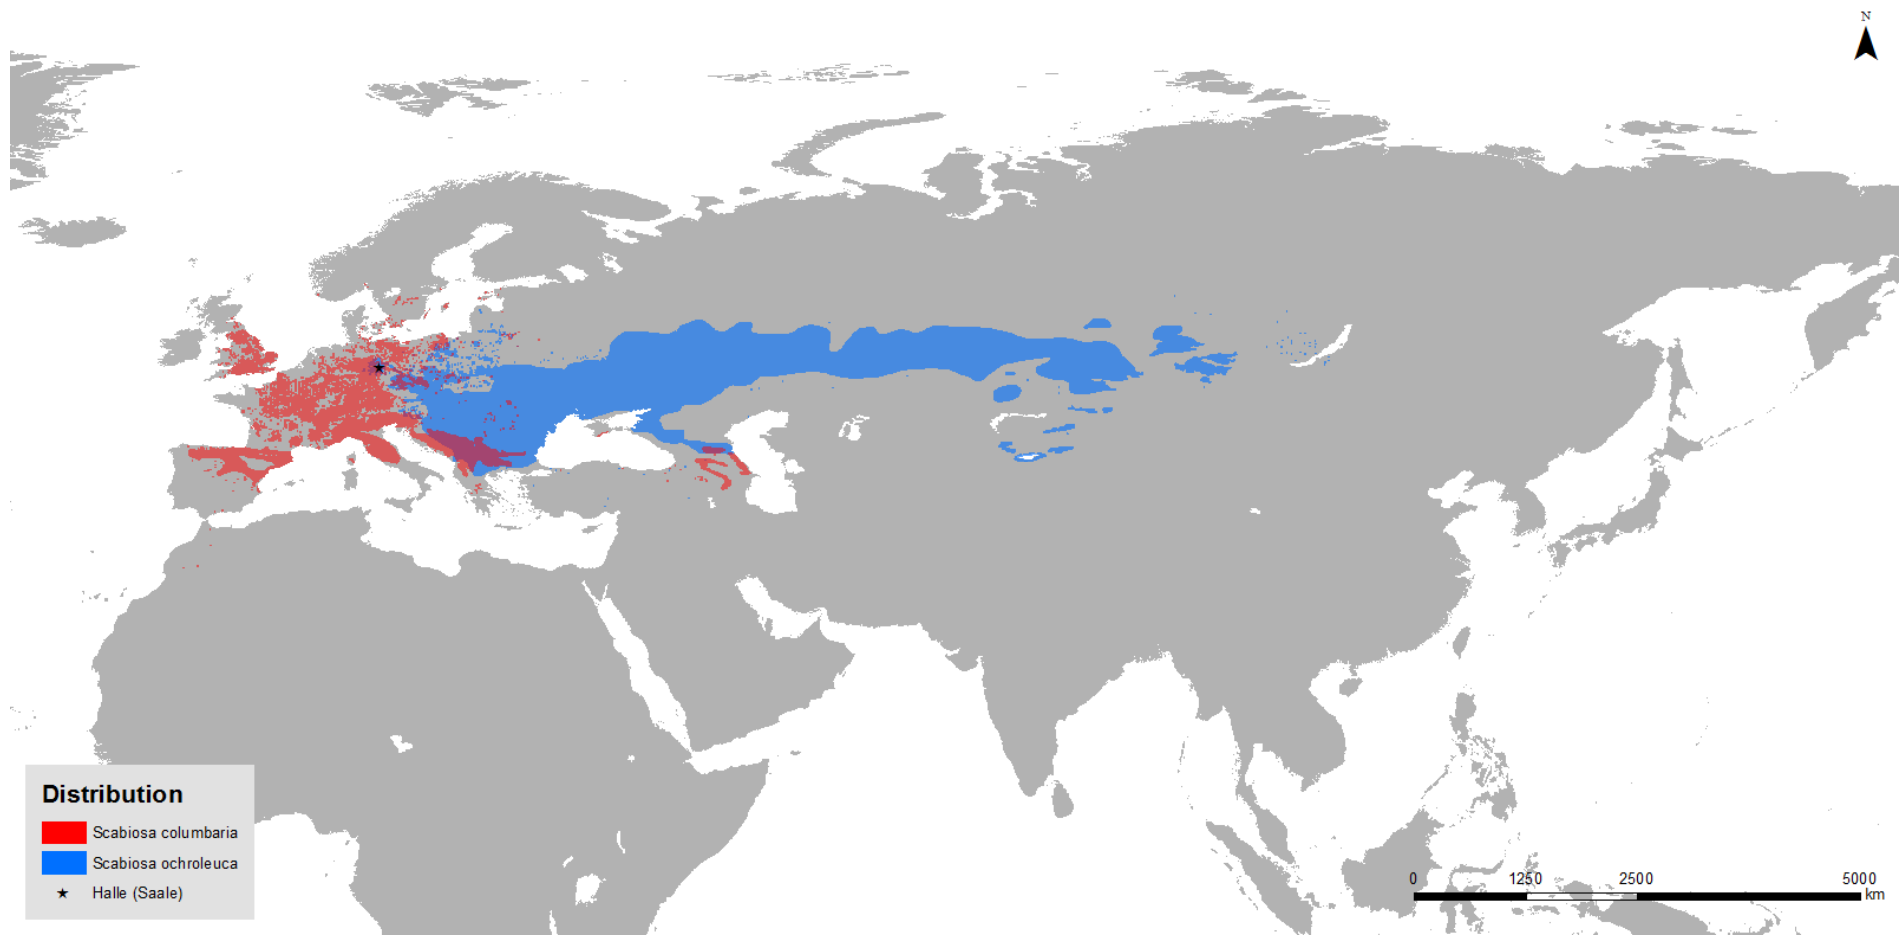 N
Distribution
Scabiosa columbaria
Scabiosa ochroleuca
Halle (Saale)
0 1250 2500 5000
km